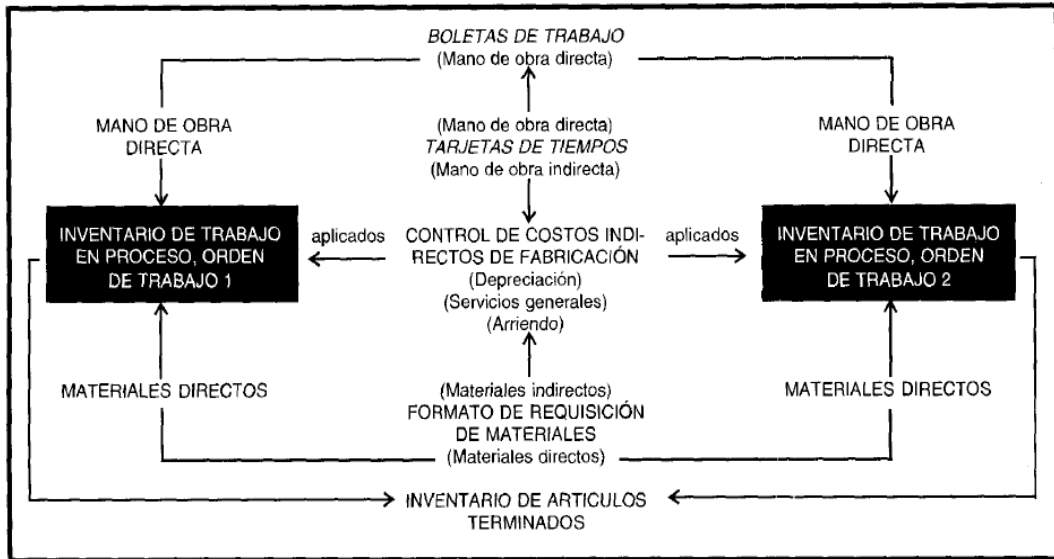 BOLETAS DE TRABAJO
(Mano de obra directa)
MANO DE OBRA
DIRECTA
(Mano de obra directa)
TARJETAS DE TIEMPOS
(Mano de obra indirecta)
MANO DE OBRA
DIRECTA
INVENTARIO DE TRABAJO
EN PROCESO, ORDEN
DE TRABAJO 1
aplicados
CONTROL DE COSTOS INDI-
RECTOS DE FABRICACIÓN
(Depreciación)
(Servicios generales)
(Arriendo)
aplicados
INVENTARIO DE TRABAJO
EN PROCESO, ORDEN
DE TRABAJO 2
MATERIALES DIRECTOS
(Materiales indirectos)
FORMATO DE REQUISICIÓN
DE MATERIALES
(Materiales directos)
MATERIALES DIRECTOS
INVENTARIO DE ARTICULOS
TERMINADOS